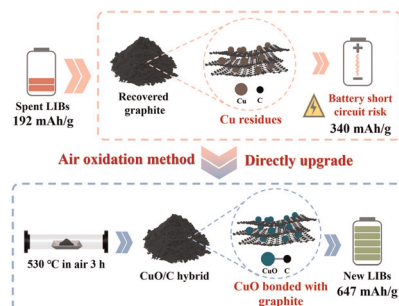 Spent LIBs
192 mAh/g
Recovered
graphite
Cu C
Cu residues
Battery short
circuit risk
340 mAh/g
Air oxidation method
Directly upgrade
530 °C in air 3 h
CuO/C hybrid
CuO C
CuO bonded with
graphite
New LIBs
647 mAh/g